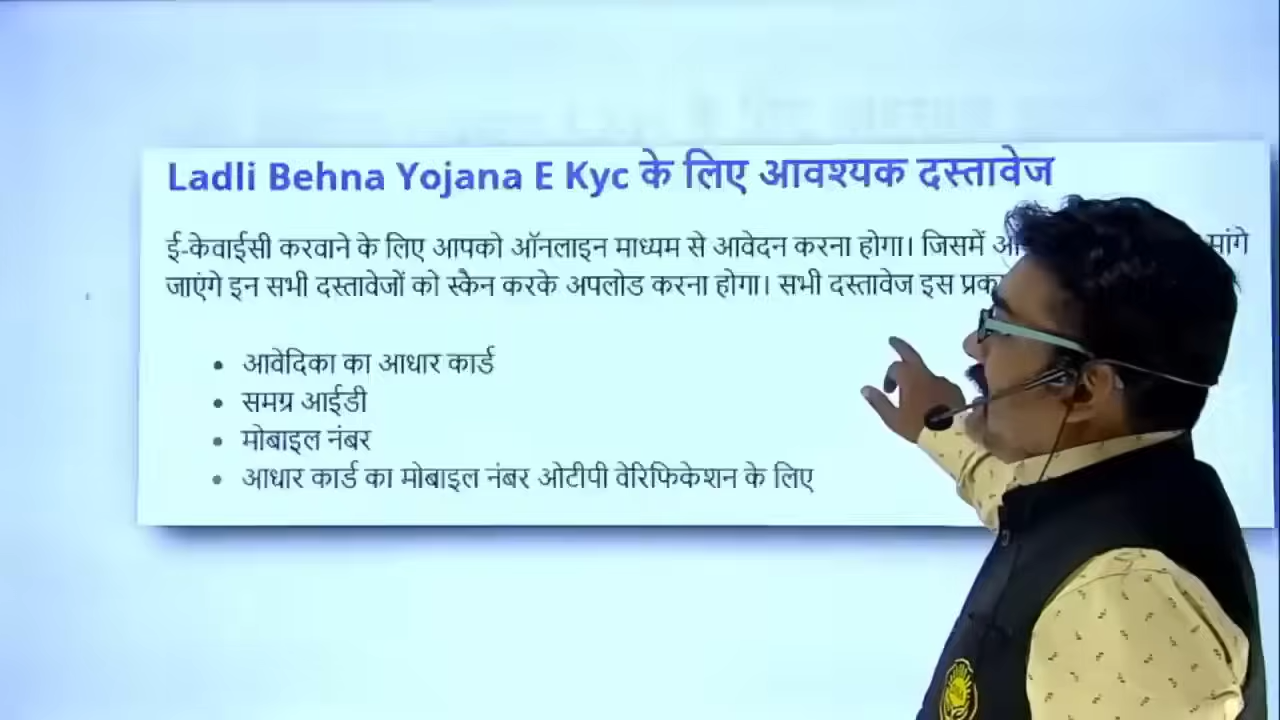 Ladli Behna Yojana E Kyc के लिए आवश्यक दस्तावेज
ई-केवाईसी करवाने के लिए आपको ऑनलाइन माध्यम से आवेदन करना होगा। जिसमें मांगे
जाएंगे इन सभी दस्तावेजों को स्कैन करके अपलोड करना होगा। सभी दस्तावेज इस
• आवेदिका का आधार कार्ड
• समग्र आईडी
• मोबाइल नंबर
• आधार कार्ड का मोबाइल नंबर ओटीपी वेरिफिकेशन के लिए